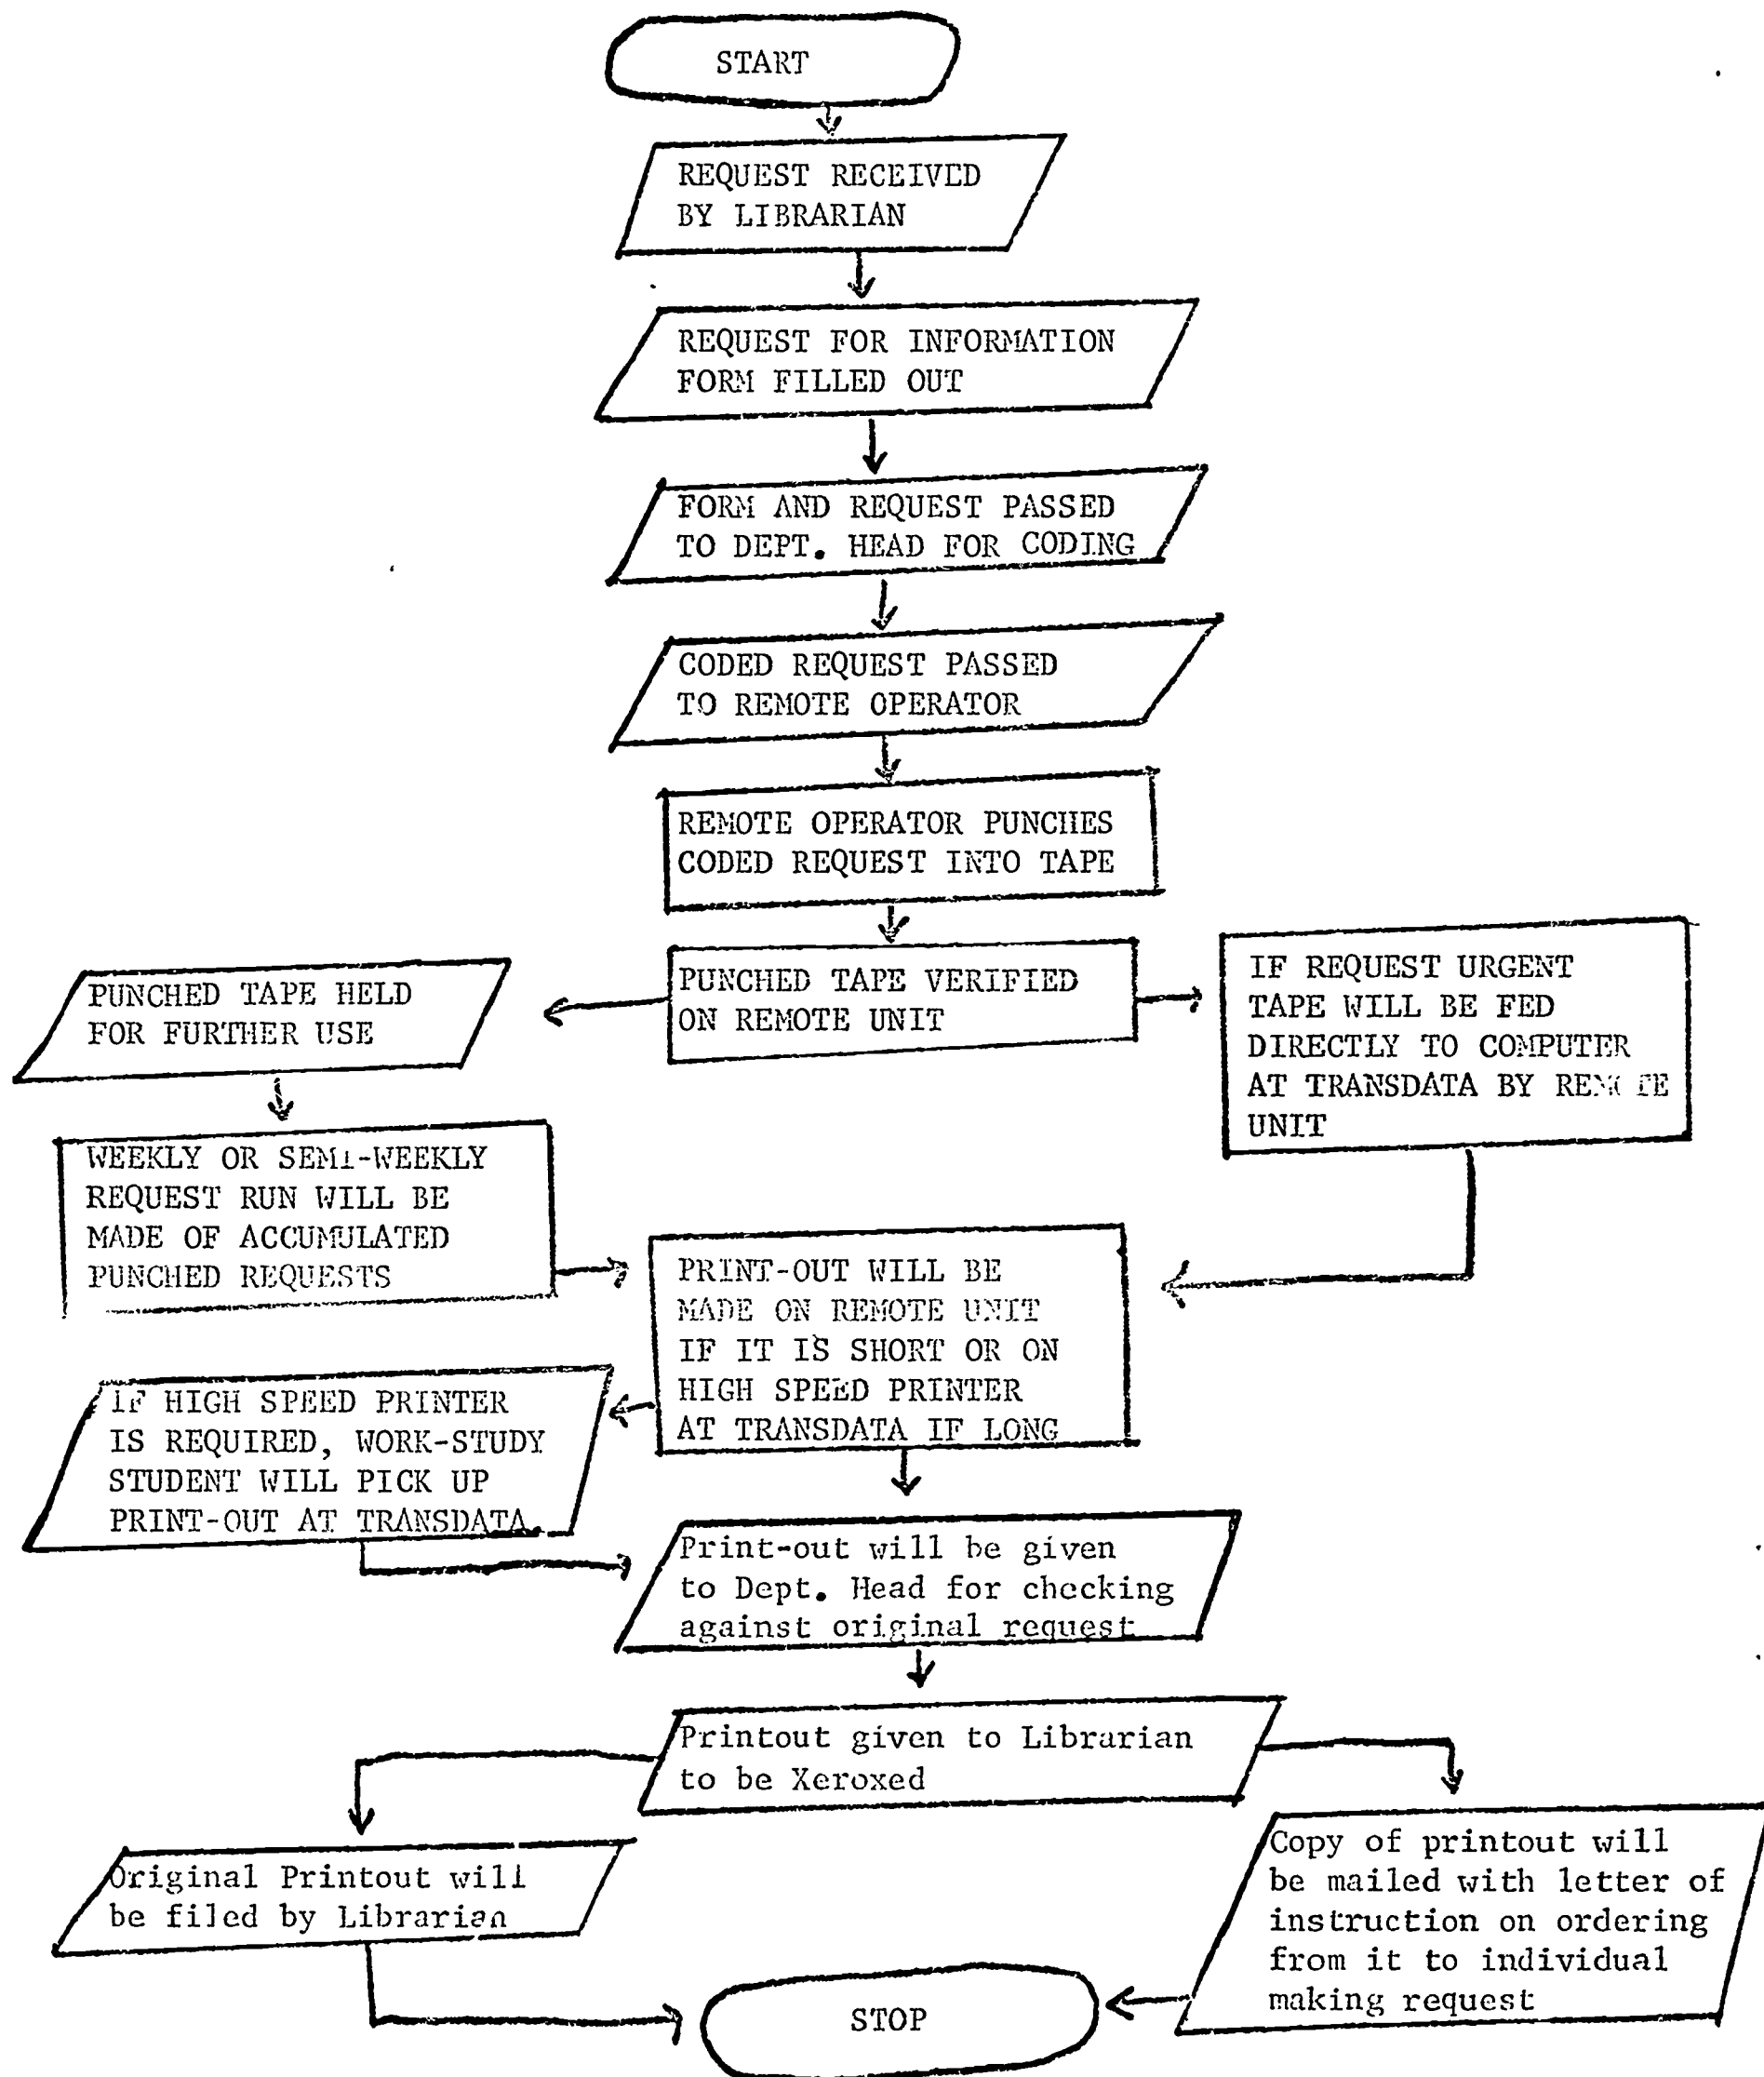 START
REQUEST RECEIVED
BY LIBRARIAN
REQUEST FOR INFORMATION
FORM FILLED OUT
FORM AND REQUEST PASSED
TO DEPT. HEAD FOR CODING
CODED REQUEST PASSED
TO REMOTE OPERATOR
REMOTE OPERATOR PUNCHES
CODED REQUEST INTO TAPE
PUNCHED TAPE VERIFIED
ON REMOTE UNIT
PUNCHED TAPE HELD
FOR FURTHER USE
IF REQUEST URGENT
TAPE WILL BE FED
DIRECTLY TO COMPUTER
AT TRANSDATA BY REMOTE
UNIT
WEEKLY OR SEMI-WEEKLY
REQUEST RUN WILL BE
MADE OF ACCUMULATED
PUNCHED REQUESTS
PRINT-OUT WILL BE
MADE ON REMOTE UNIT
IF IT IS SHORT OR ON
HIGH SPEED PRINTER
AT TRANSDATA IF LONG
IF HIGH SPEED PRINTER
IS REQUIRED, WORK-STUDY
STUDENT WILL PICK UP
PRINT-OUT AT TRANSDATA.
Print-out will be given
to Dept. Head for checking
against original request
Printout given to Librarian
to be Xeroxed
Original Printout will
be filed by Librarian
Copy of printout will
be mailed with letter of
instruction on ordering
from it to individual
making request
STOP